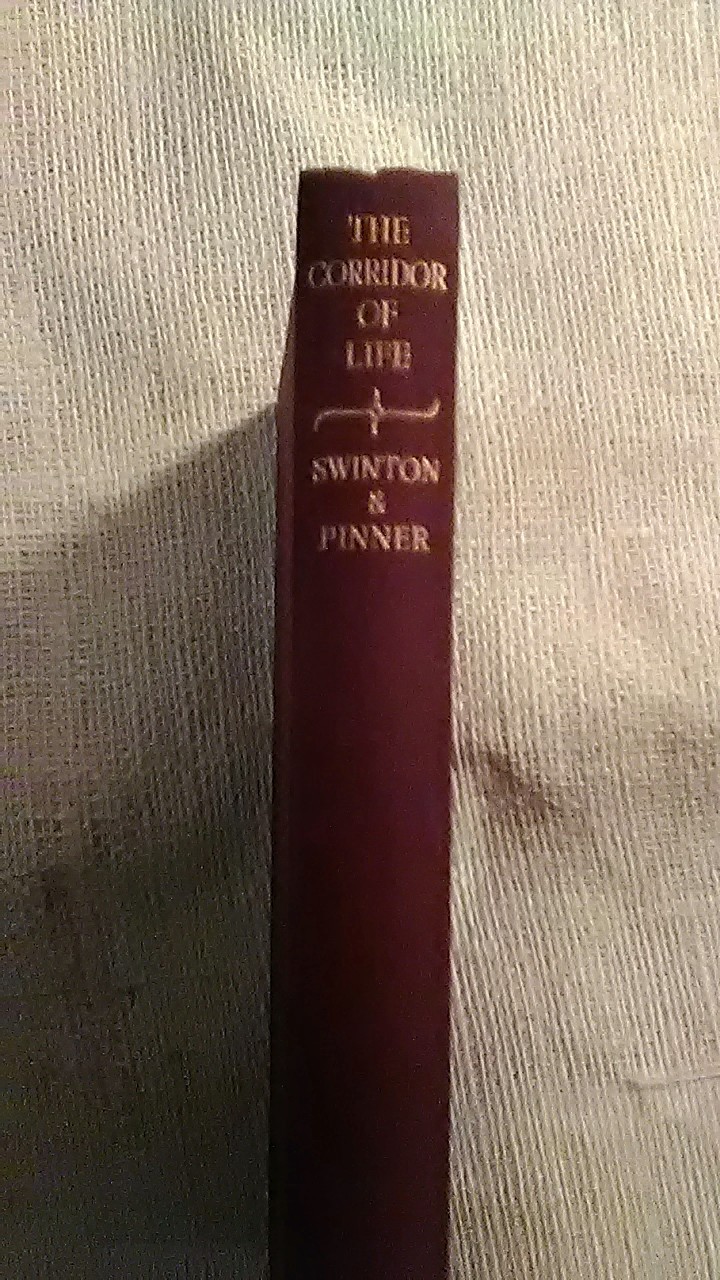 THE
CORRIDOR
OF
LIFE
SWINTON
&
PINNER